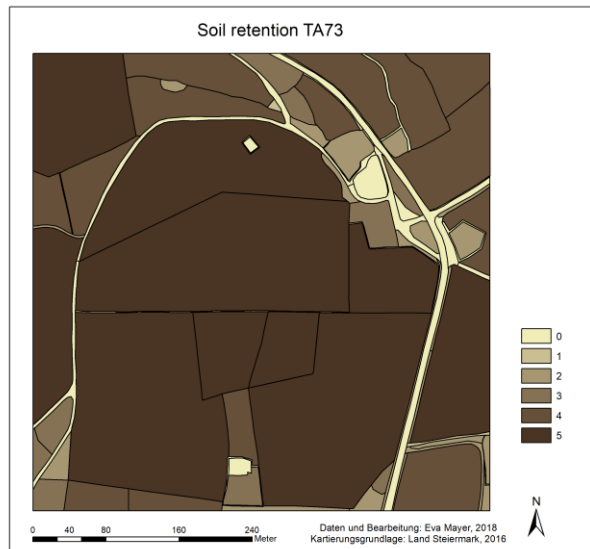 Soil retention TA73
0
1
2
3
4
5
N
0 40 80 160 240
Meter
Daten und Bearbeitung: Eva Mayer, 2018
Kartierungsgrundlage: Land Steiermark, 2016